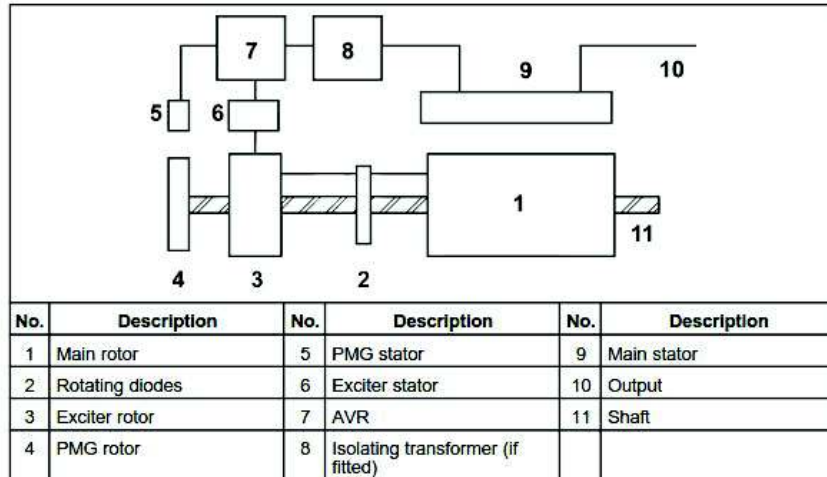 7
8
9
10
5
6
1
11
4
3
2
No. Description No. Description No. Description
1 Main rotor 5 PMG stator 9 Main stator
2 Rotating diodes 6 Exciter stator 10 Output
3 Exciter rotor 7 AVR 11 Shaft
4 PMG rotor 8 Isolating transformer (if
fitted)